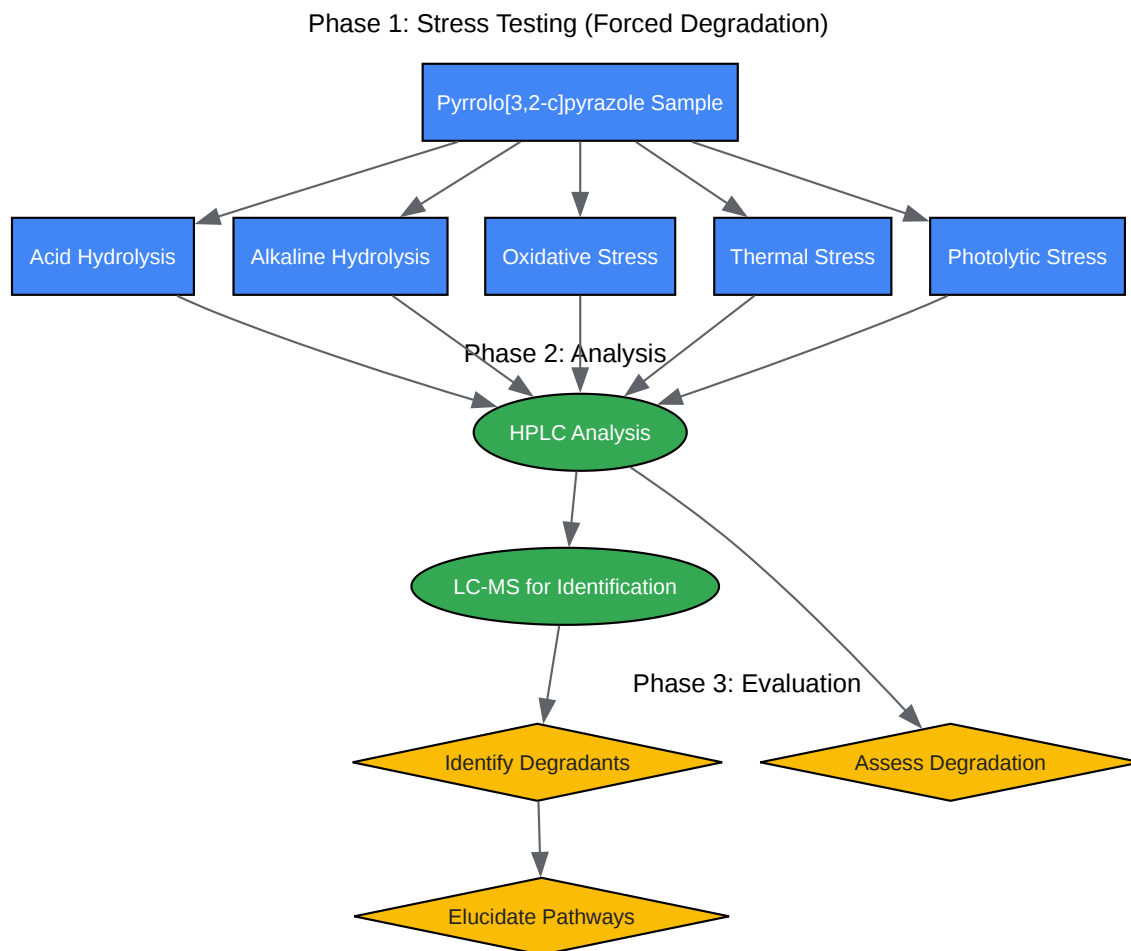 Phase 1: Stress Testing (Forced Degradation)
Pyrrolo[3,2-c]pyrazole Sample
Acid Hydrolysis
Alkaline Hydrolysis
Oxidative Stress
Thermal Stress
Photolytic Stress
Phase 2: Analysis
HPLC Analysis
LC-MS for Identification
Phase 3: Evaluation
Identify Degradants
Assess Degradation
Elucidate Pathways